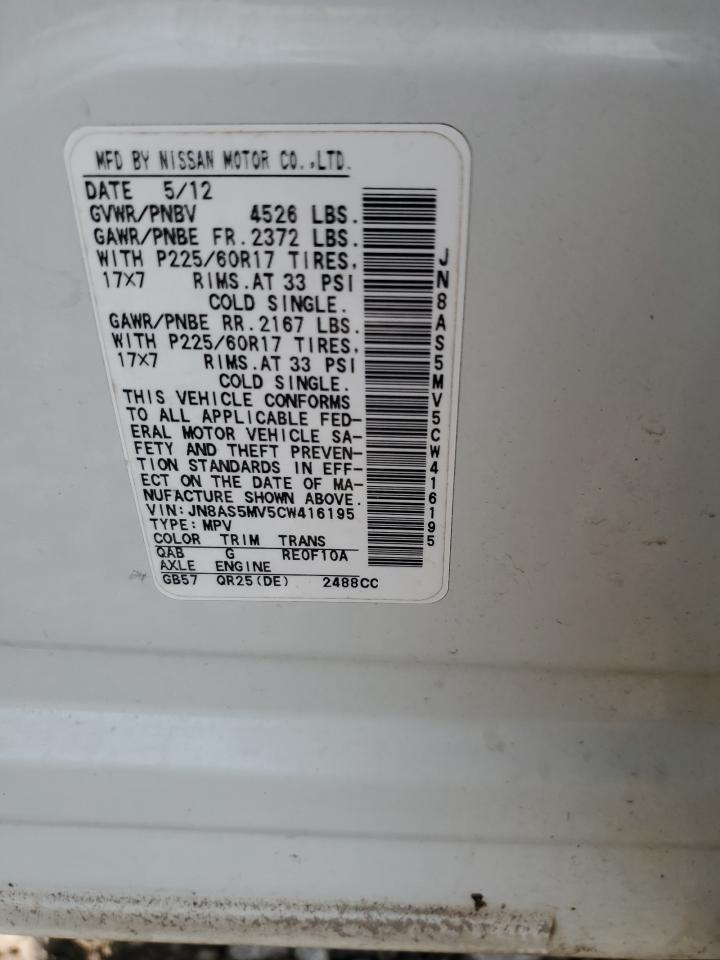 MFD BY NISSAN MOTOR CO.,LTD.
DATE 5/12
GVWR/PNBV 4526 LBS.
GAWR/PNBE FR.2372 LBS.
WITH P225/60R17 TIRES,
17X7 RIMS.AT 33 PSI
COLD SINGLE.
GAWR/PNBE RR.2167 LBS.
WITH P225/60R17 TIRES,
17X7 RIMS.AT 33 PSI
COLD SINGLE.
THIS VEHICLE CONFORMS
TO ALL APPLICABLE FED-
ERAL MOTOR VEHICLE SA-
FETY AND THEFT PREVEN-
TION STANDARDS IN EFF-
ECT ON THE DATE OF MA-
NUFACTURE SHOWN ABOVE.
VIN:JN8AS5MV5CW416195
TYPE:MPV
COLOR TRIM TRANS
QAB G RE0F10A
AXLE ENGINE
GB57 QR25(DE) 2488CC
JN8AS5MV5CW416195